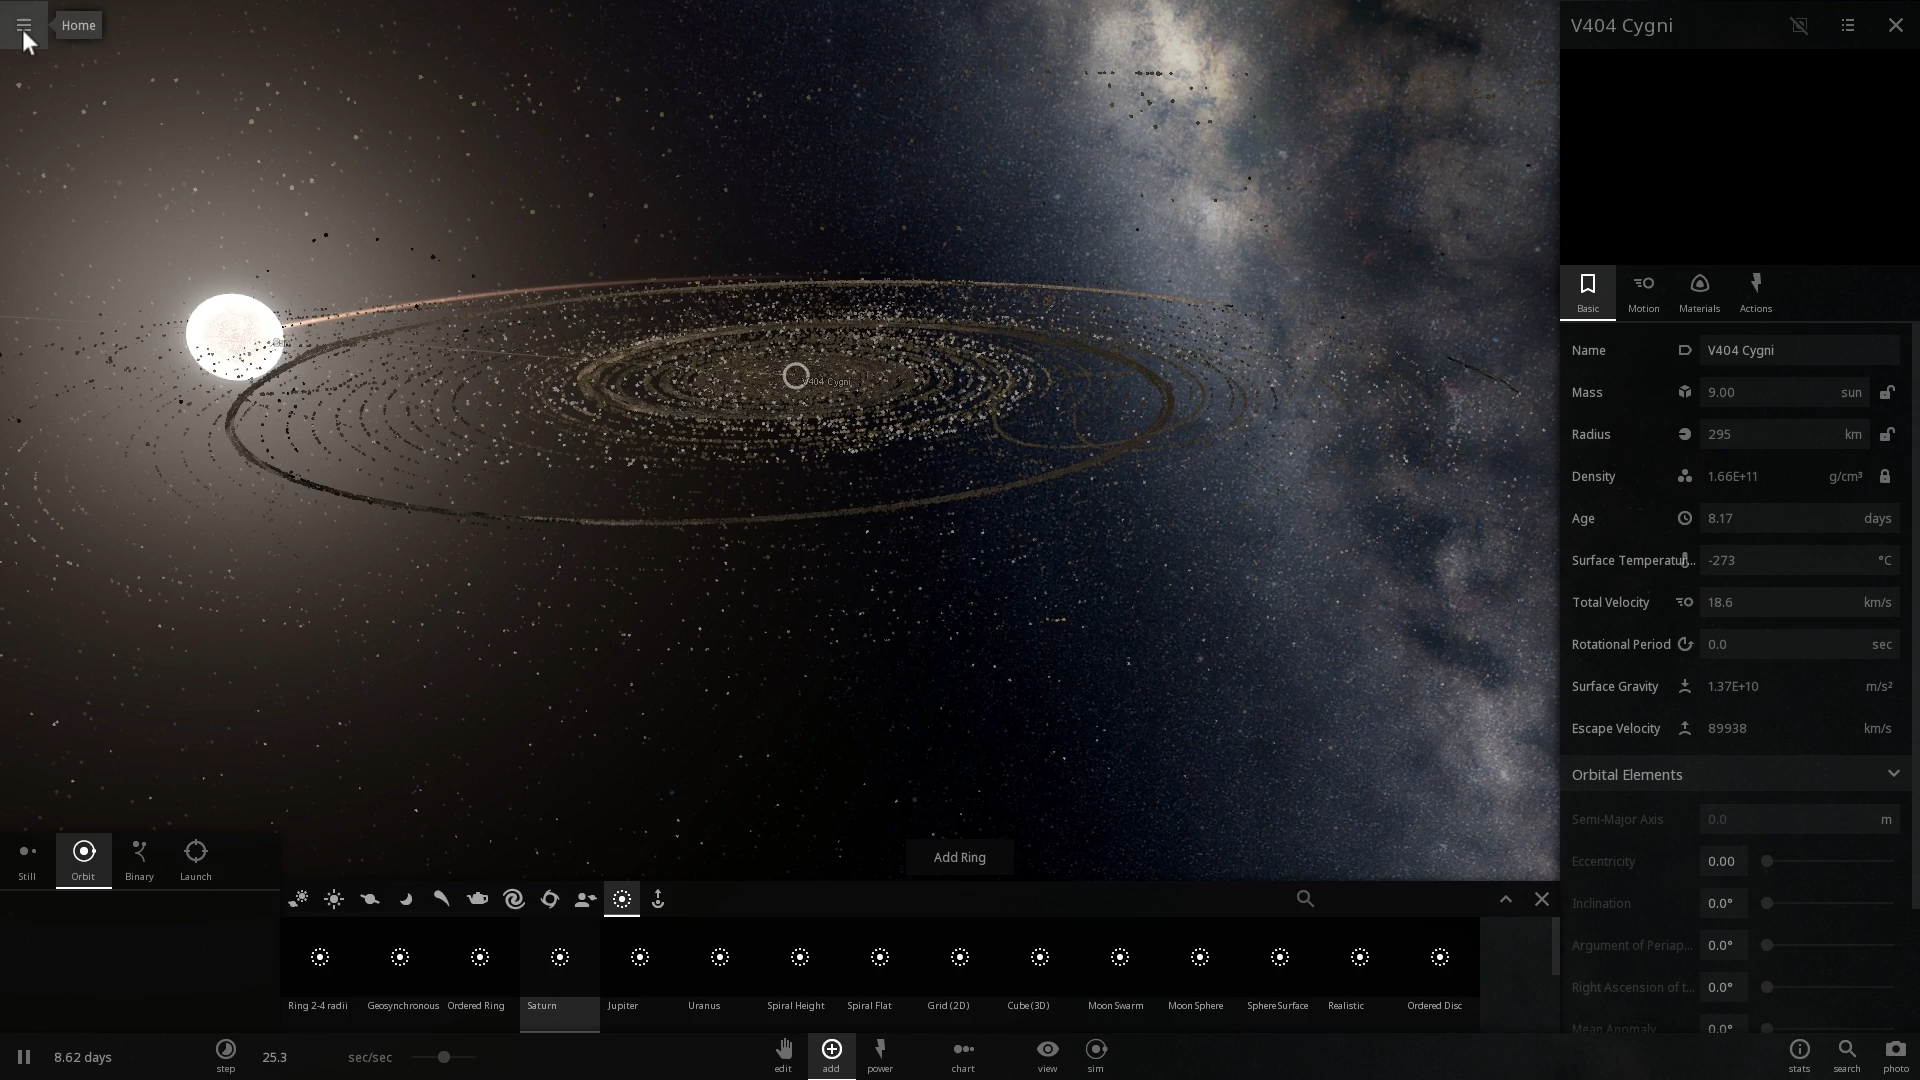 Home
V404 Cygni
V404 Cygni
Basic
Motion
Materials
Actions
Name V404 Cygni
Mass 9.00 sun
Radius 295 km
Density 1.66E+11 g/cm³
Age 8.17 days
Surface Temperatur... -273 °C
Total Velocity 18.6 km/s
Rotational Period 0.0 sec
Surface Gravity 1.37E+10 m/s²
Escape Velocity 89938 km/s
Orbital Elements
Semi-Major Axis 0.0 m
Eccentricity 0.00
Inclination 0.0°
Argument of Periap... 0.0°
Right Ascension of t... 0.0°
Mean Anomaly 0.0°
Still
Orbit
Binary
Launch
Add Ring
Ring 2-4 radii
Geosynchronous
Ordered Ring
Saturn
Jupiter
Uranus
Spiral Height
Spiral Flat
Grid (2D)
Cube (3D)
Moon Swarm
Moon Sphere
Sphere Surface
Realistic
Ordered Disc
8.62 days
step
25.3 sec/sec
edit
add
power
chart
view
sim
stats
search
photo